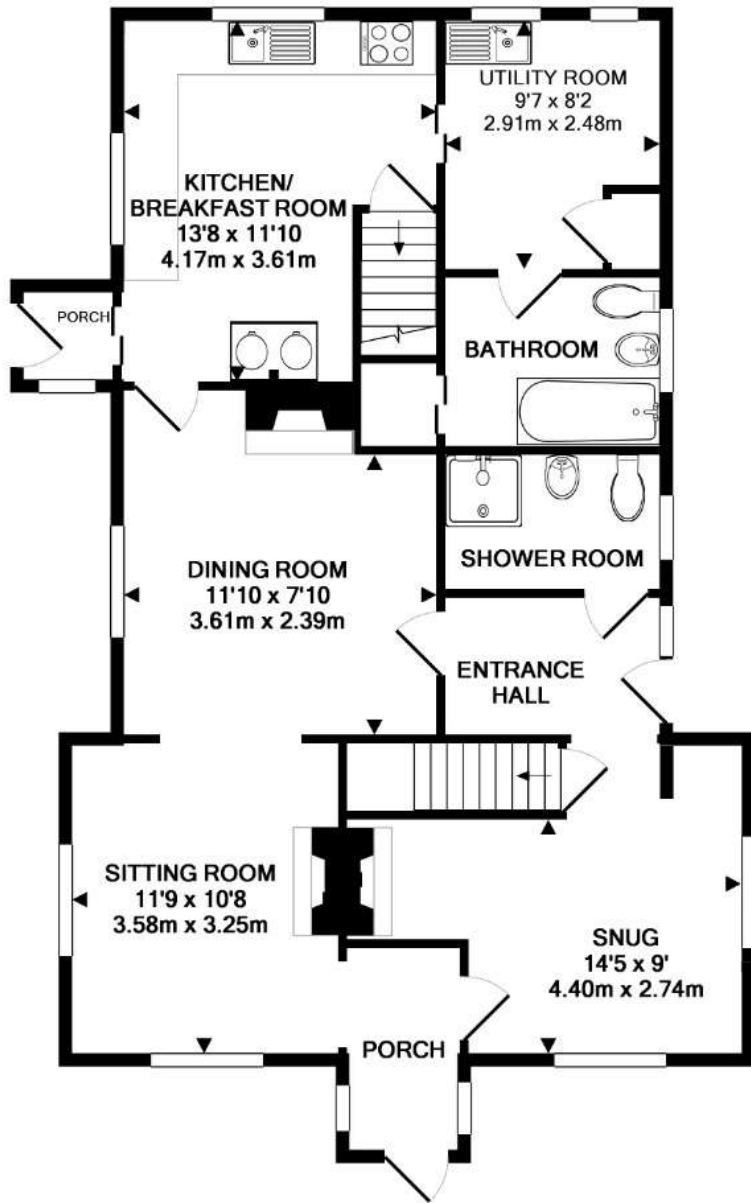 UTILITY ROOM
9'7 x 8'2
2.91m x 2.48m
KITCHEN/
BREAKFAST ROOM
13'8 x 11'10
4.17m x 3.61m
PORCH
BATHROOM
SHOWER ROOM
DINING ROOM
11'10 x 7'10
3.61m x 2.39m
ENTRANCE
HALL
SITTING ROOM
11'9 x 10'8
3.58m x 3.25m
SNUG
14'5 x 9'
4.40m x 2.74m
PORCH